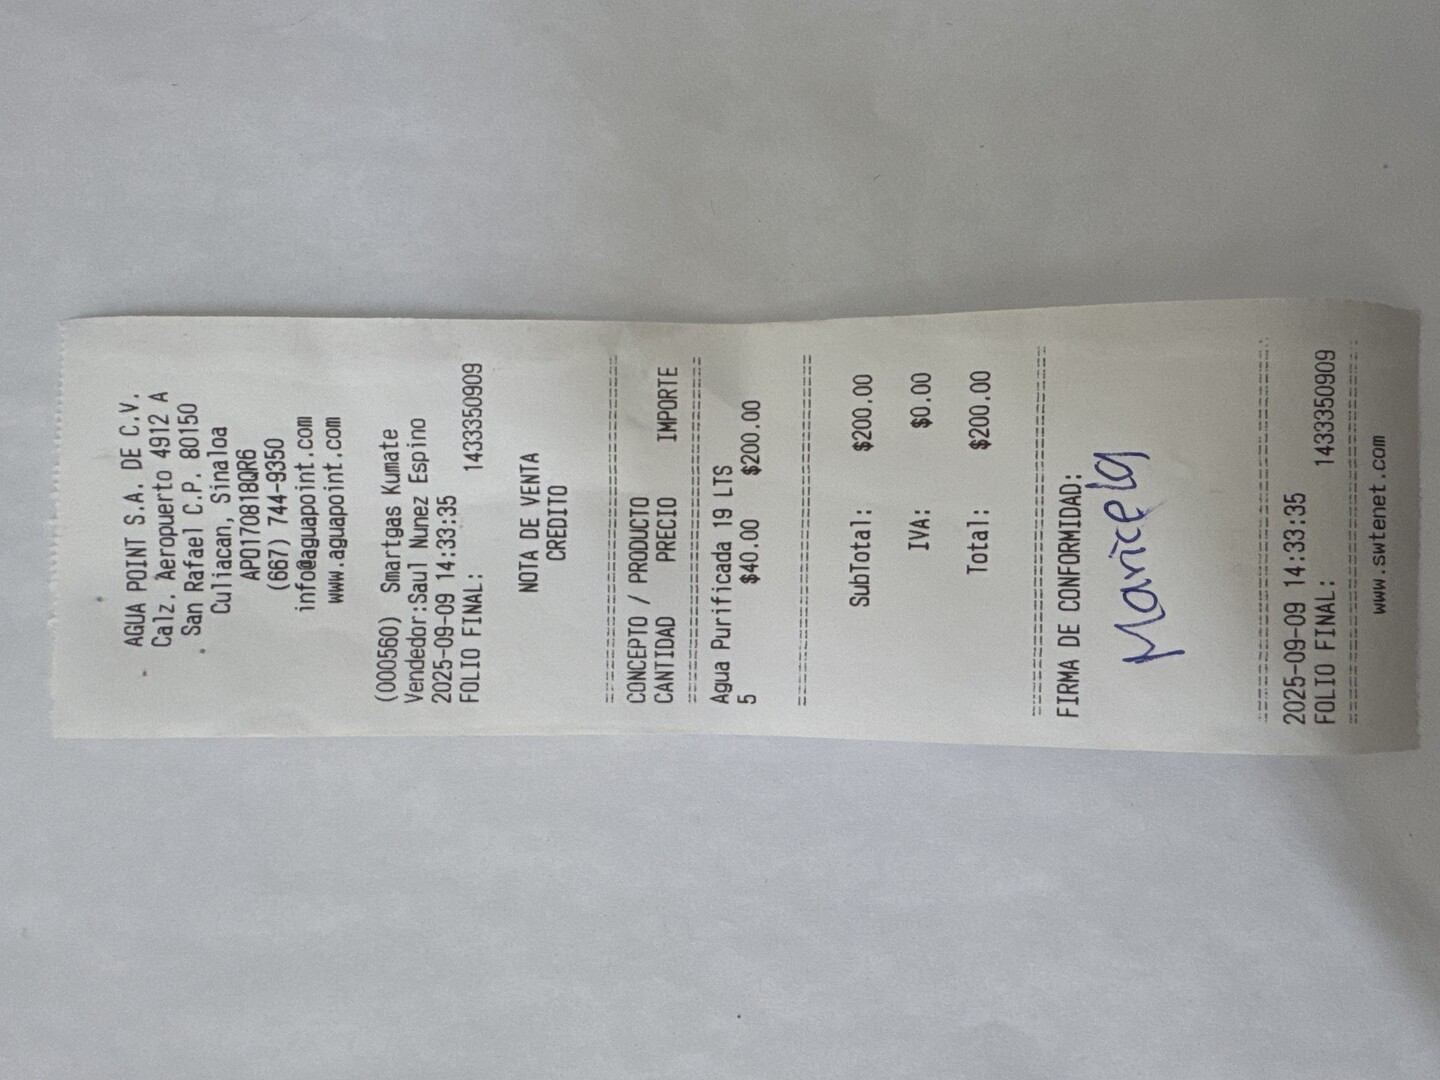 AGUA POINT S.A. DE C.V.
Calz. Aeropuerto 4912 A
San Rafael C.P. 80150
Culiacan, Sinaloa
APO170818QR6
(667) 744-9350
info@aguapoint.com
www.aguapoint.com
(000560) Smartgas Kumate
Vendedor:Saul Nunez Espino
2025-09-09 14:33:35
FOLIO FINAL: 1433350909
NOTA DE VENTA
CREDITO
================================
CONCEPTO / PRODUCTO
CANTIDAD PRECIO IMPORTE
================================
Agua Purificada 19 LTS
5 $40.00 $200.00
================================
SubTotal: $200.00
IVA: $0.00
Total: $200.00
================================
FIRMA DE CONFORMIDAD:
Maricela
================================
2025-09-09 14:33:35
FOLIO FINAL: 1433350909
================================
www.swtenet.com